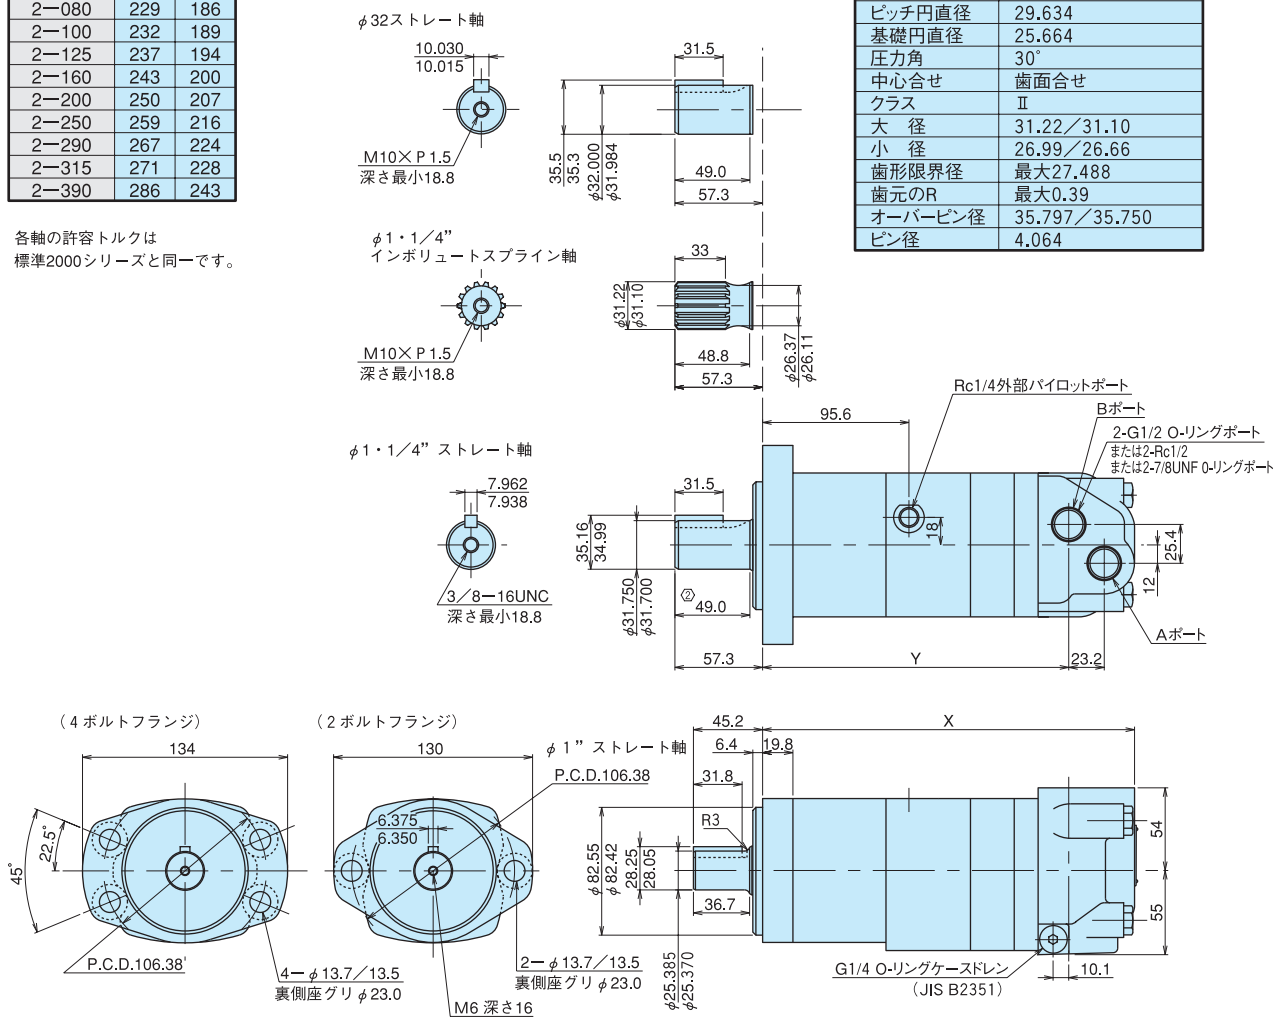 2−080 229 186
2−100 232 189
2−125 237 194
2−160 243 200
2−200 250 207
2−250 259 216
2−290 267 224
2−315 271 228
2−390 286 243
各軸の許容トルクは
標準2000シリーズと同一です。
φ32ストレート軸
10.030
10.015
M10×P1.5
深さ最小18.8
31.5
35.5
35.3
φ32.000
φ31.984
49.0
57.3
ピッチ円直径 29.634
基礎円直径 25.664
圧力角 30°
中心合せ 歯面合せ
クラス Ⅱ
大 径 31.22／31.10
小 径 26.99／26.66
歯形限界径 最大27.488
歯元のR 最大0.39
オーバーピン径 35.797／35.750
ピン径 4.064
φ1・1／4”
インボリュートスプライン軸
M10×P1.5
深さ最小18.8
33
φ31.22
φ31.10
48.8
57.3
φ26.37
φ26.11
φ1・1／4” ストレート軸
7.962
7.938
3／8−16UNC
深さ最小18.8
31.5
35.16
34.99
φ31.750
φ31.700
②
49.0
57.3
95.6
18
Rc1/4外部パイロットポート
Bポート
2-G1/2 O-リングポート
または2-Rc1/2
または2-7/8UNF O-リングポート
25.4
12
Aポート
Y
23.2
（4ボルトフランジ）
134
45°
22.5°
P.C.D.106.38
4−φ13.7／13.5
裏側座グリφ23.0
（2ボルトフランジ）
130
P.C.D.106.38
6.375
6.350
2−φ13.7／13.5
裏側座グリφ23.0
M6 深さ16
φ1” ストレート軸
45.2
X
6.4
19.8
31.8
R3
φ82.55
φ82.42
28.25
28.05
36.7
φ25.385
φ25.370
54
55
G1/4 O-リングケースドレン
（JIS B2351）
10.1